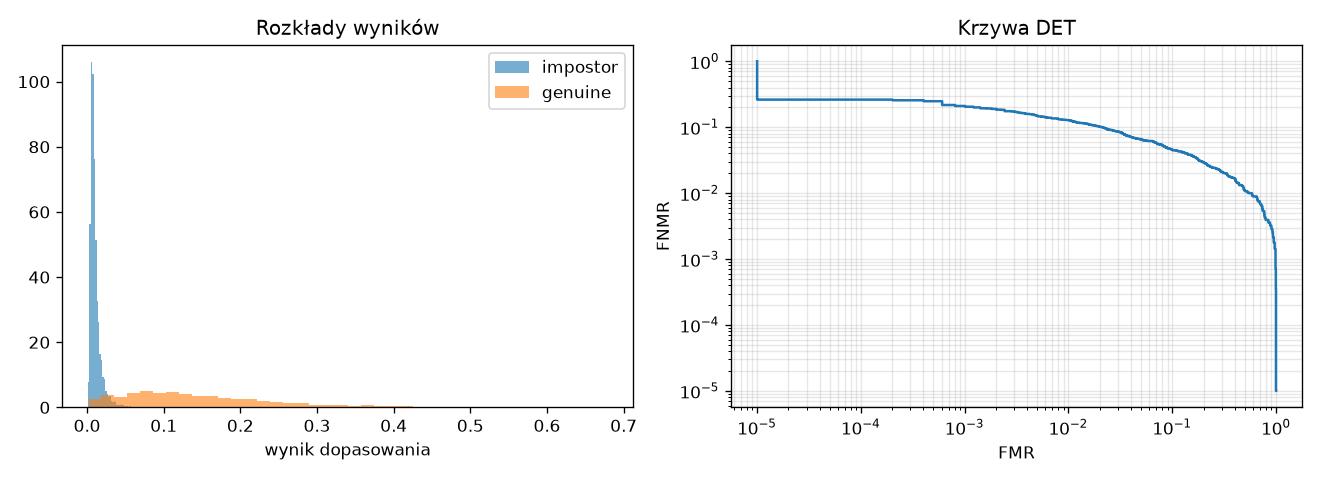 Rozkłady wyników
impostor
genuine
100
80
60
40
20
0
0.0 0.1 0.2 0.3 0.4 0.5 0.6 0.7
wynik dopasowania
Krzywa DET
FNMR
10⁰
10⁻¹
10⁻²
10⁻³
10⁻⁴
10⁻⁵
10⁻⁵ 10⁻⁴ 10⁻³ 10⁻² 10⁻¹ 10⁰
FMR